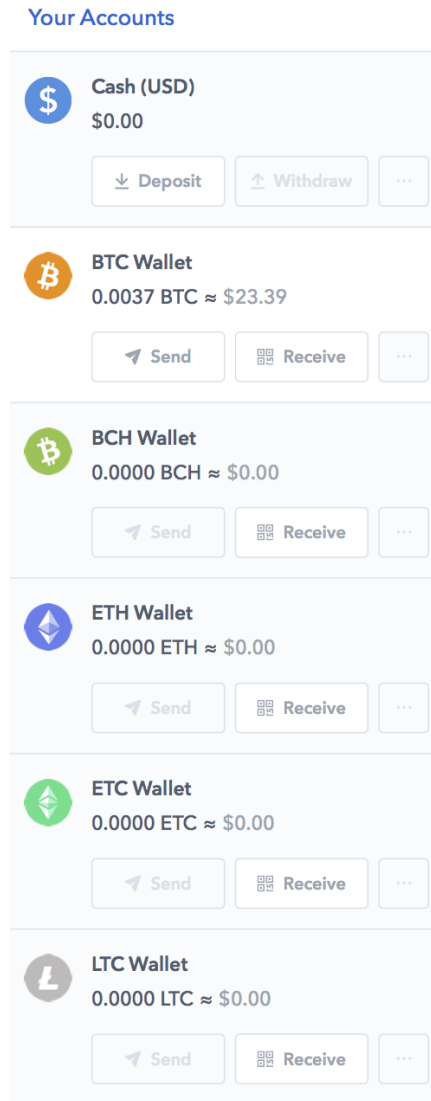 Your Accounts
Cash (USD)
$0.00
Deposit Withdraw ...
BTC Wallet
0.0037 BTC ≈ $23.39
Send Receive ...
BCH Wallet
0.0000 BCH ≈ $0.00
Send Receive ...
ETH Wallet
0.0000 ETH ≈ $0.00
Send Receive ...
ETC Wallet
0.0000 ETC ≈ $0.00
Send Receive ...
LTC Wallet
0.0000 LTC ≈ $0.00
Send Receive ...